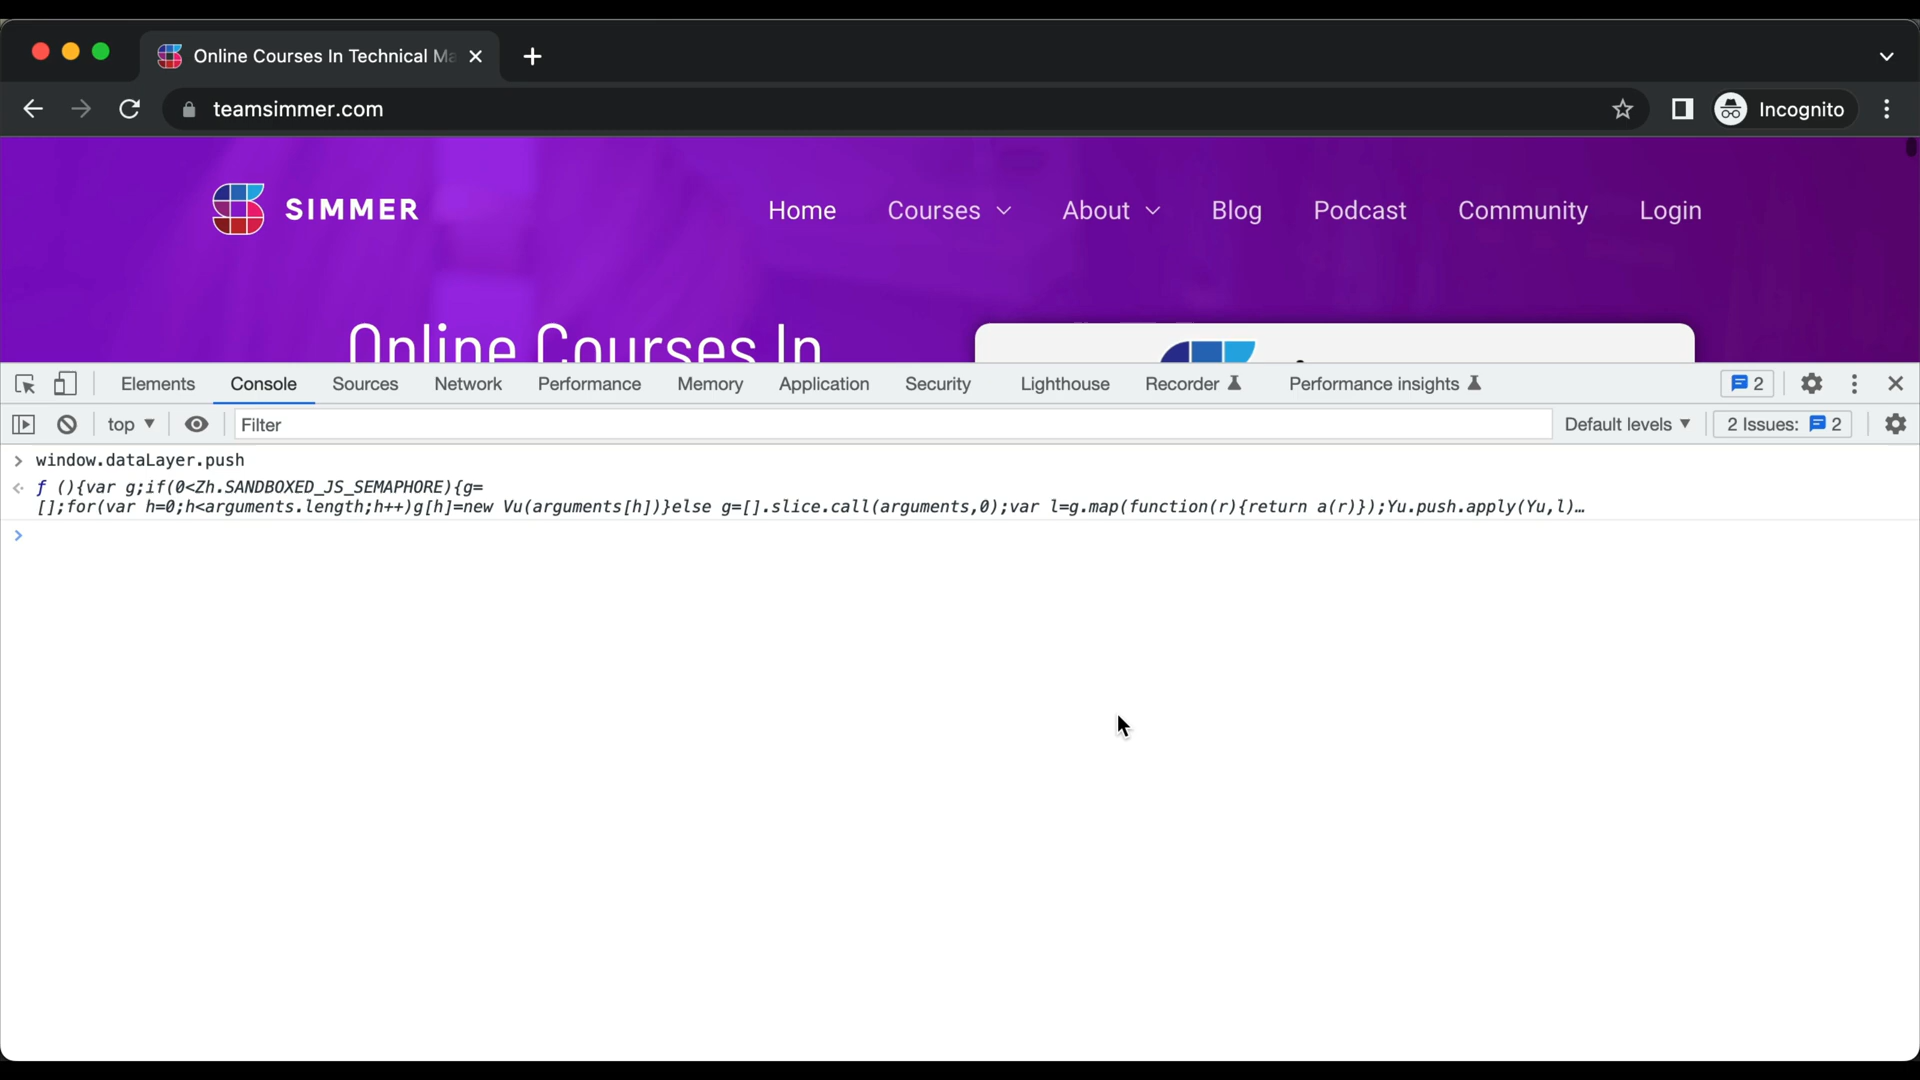 Online Courses In Technical Ma
teamsimmer.com
Incognito
SIMMER
Home Courses About Blog Podcast Community Login
Online Courses In
Elements Console Sources Network Performance Memory Application Security Lighthouse Recorder Performance insights 2
top Filter Default levels 2 Issues: 2
window.dataLayer.push
ƒ (){var g;if(0<Zh.SANDBOXED_JS_SEMAPHORE){g=
[];for(var h=0;h<arguments.length;h++)g[h]=new Vu(arguments[h])}else g=[].slice.call(arguments,0);var l=g.map(function(r){return a(r)});Yu.push.apply(Yu,l)…